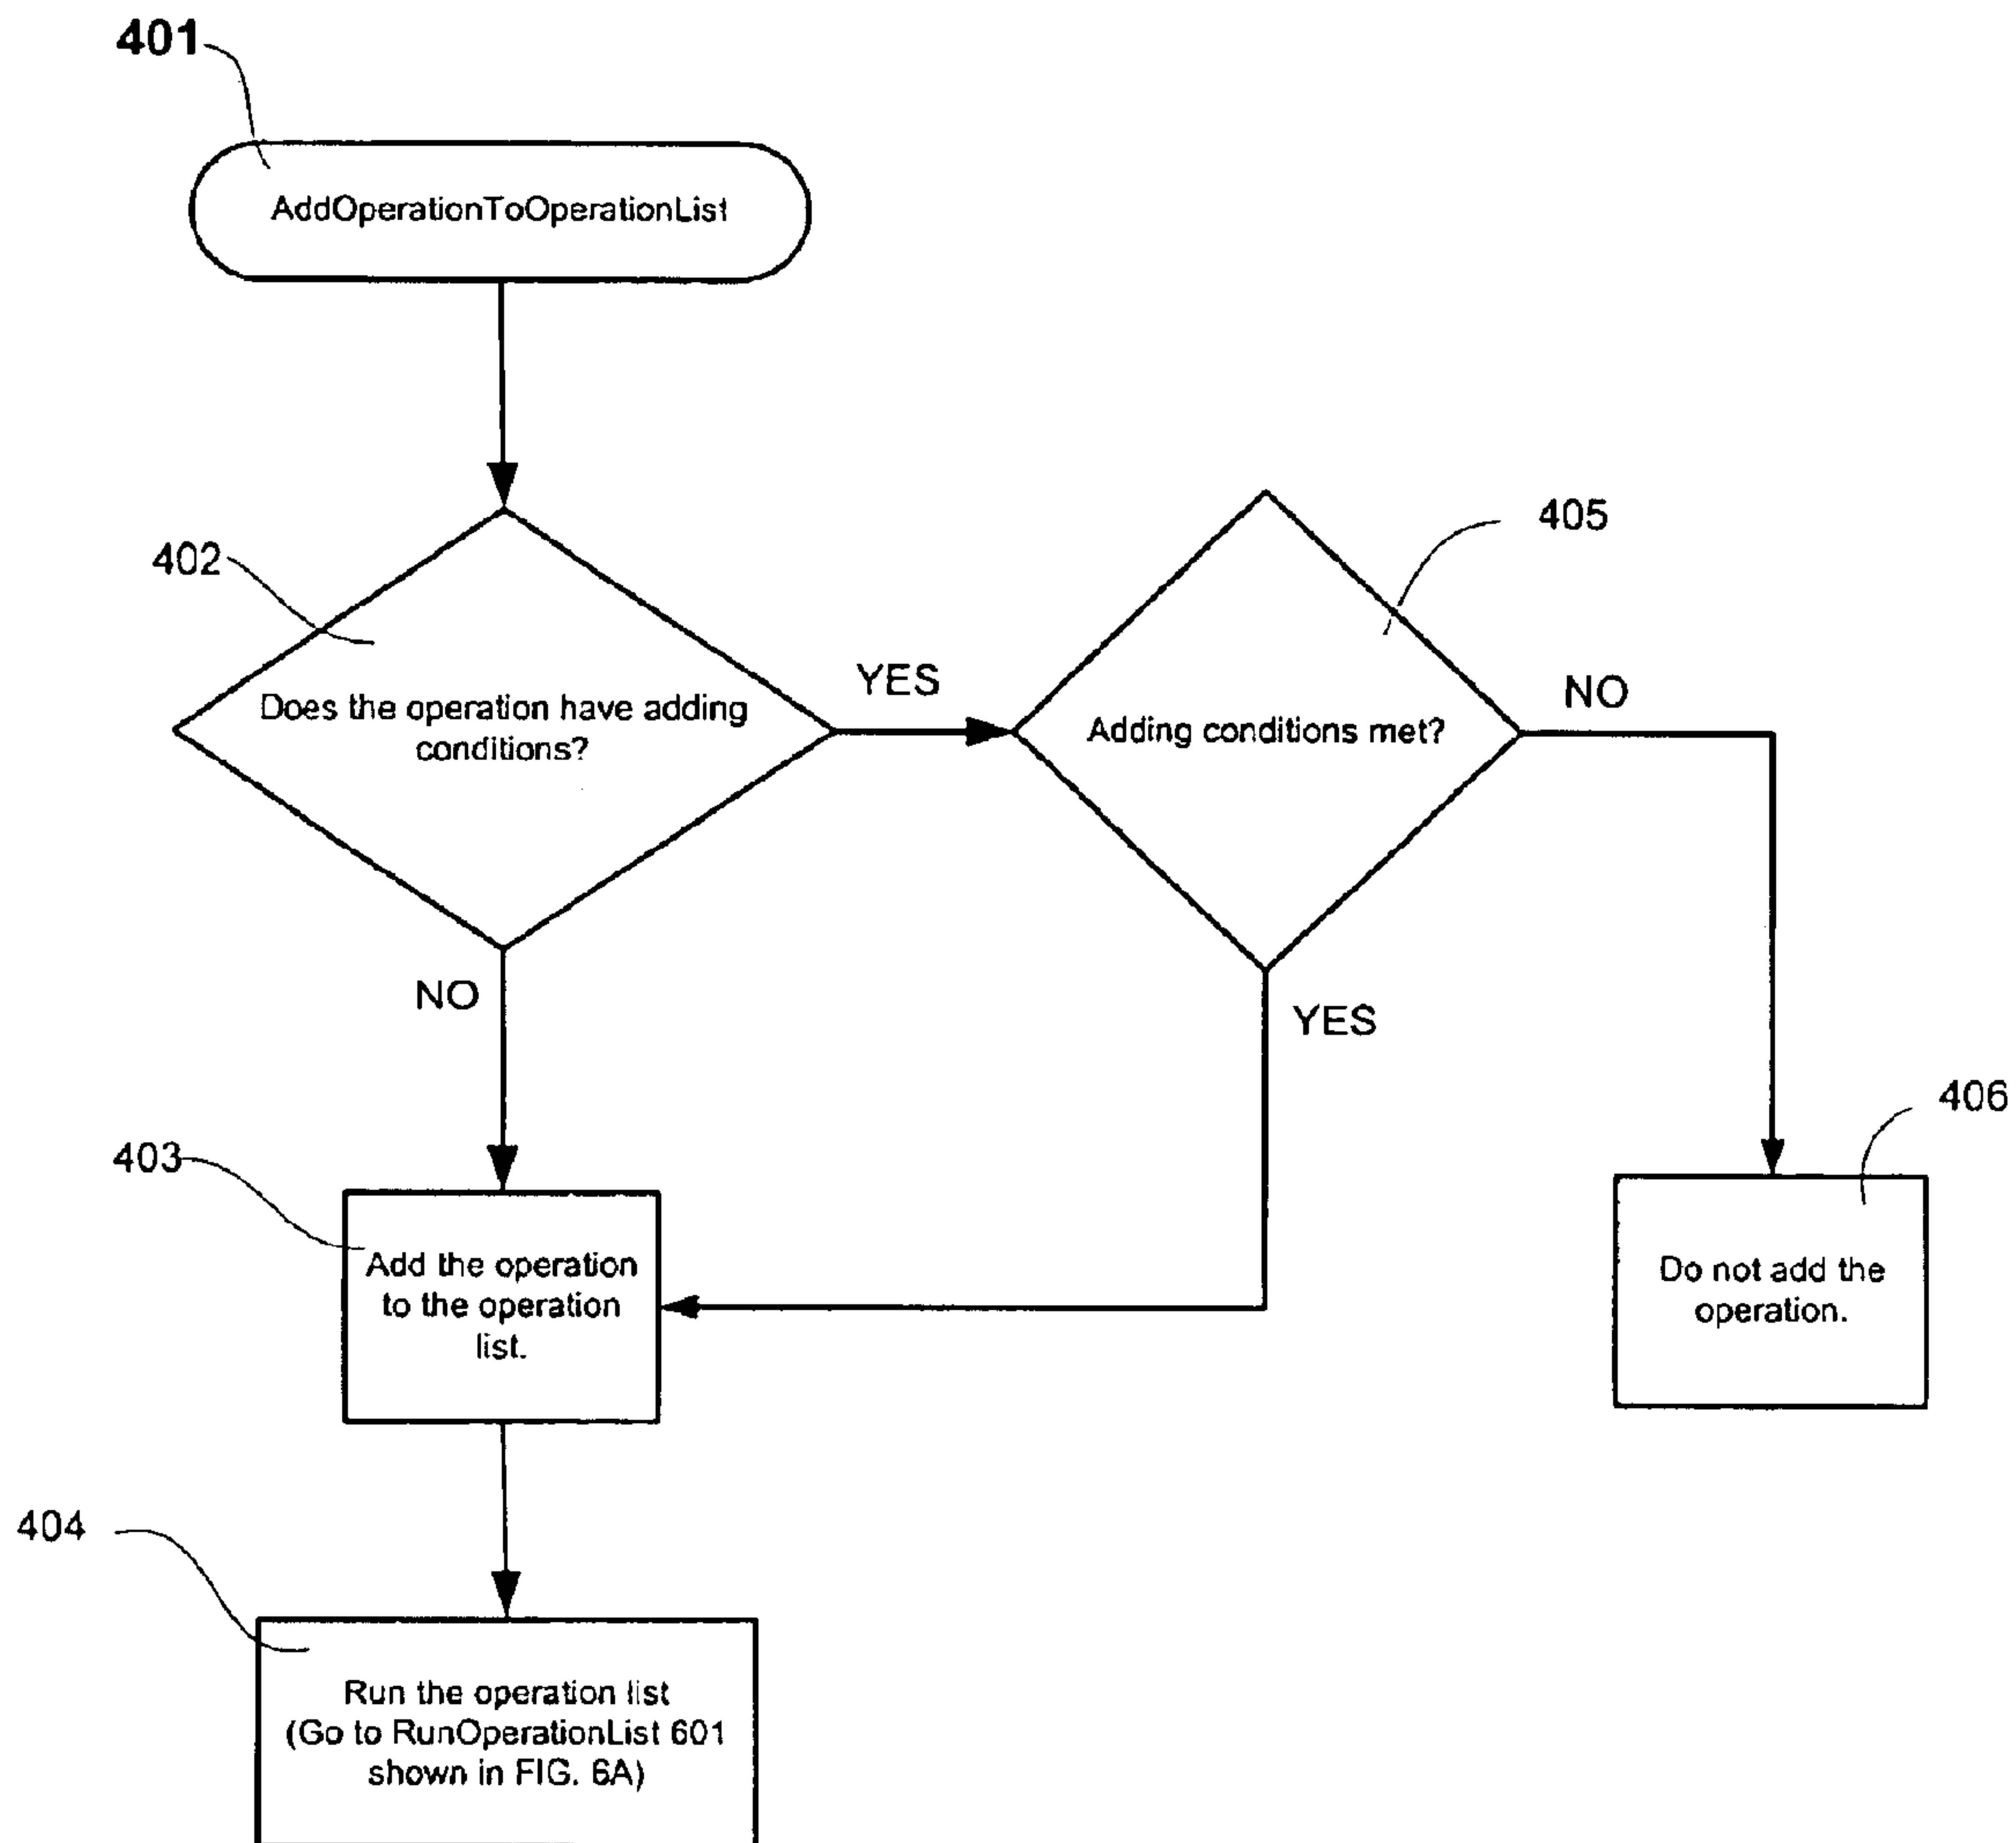 401
AddOperationToOperationList
402
Does the operation have adding
conditions?
YES
405
Adding conditions met?
NO
NO
YES
403
Add the operation
to the operation
list.
406
Do not add the
operation.
404
Run the operation list
(Go to RunOperationList 601
shown in FIG. 6A)